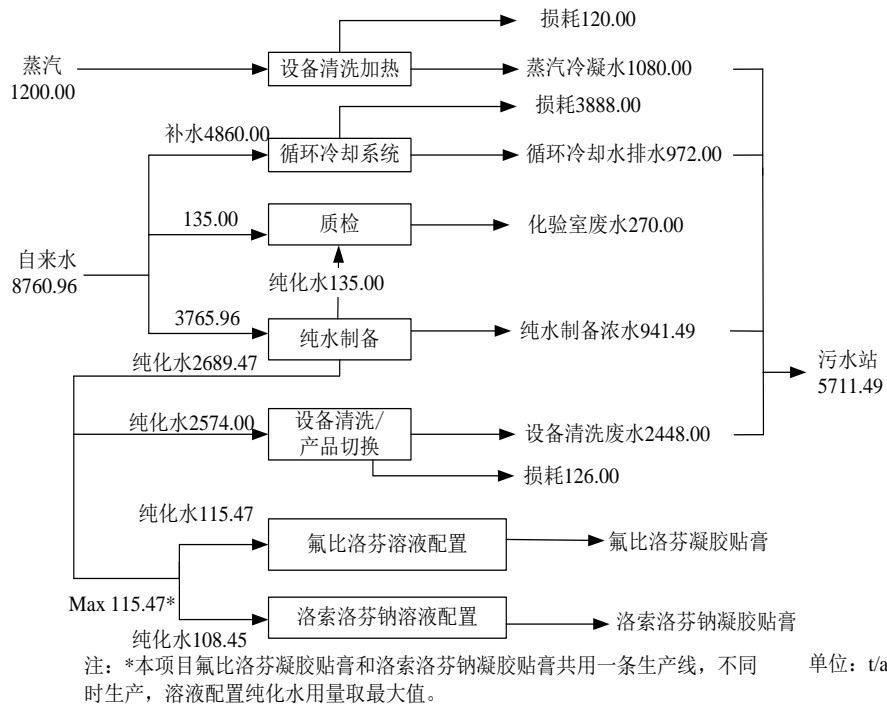 损耗120.00
蒸汽
1200.00
设备清洗加热
蒸汽冷凝水1080.00
损耗3888.00
补水4860.00
循环冷却系统
循环冷却水排水972.00
135.00
质检
化验室废水270.00
自来水
8760.96
纯化水135.00
3765.96
纯水制备
纯水制备浓水941.49
纯化水2689.47
污水站
5711.49
纯化水2574.00
设备清洗/
产品切换
设备清洗废水2448.00
损耗126.00
纯化水115.47
氟比洛芬溶液配置
氟比洛芬凝胶贴膏
Max 115.47*
洛索洛芬钠溶液配置
洛索洛芬钠凝胶贴膏
纯化水108.45
注：*本项目氟比洛芬凝胶贴膏和洛索洛芬钠凝胶贴膏共用一条生产线，不同
时生产，溶液配置纯化水用量取最大值。
单位：t/a